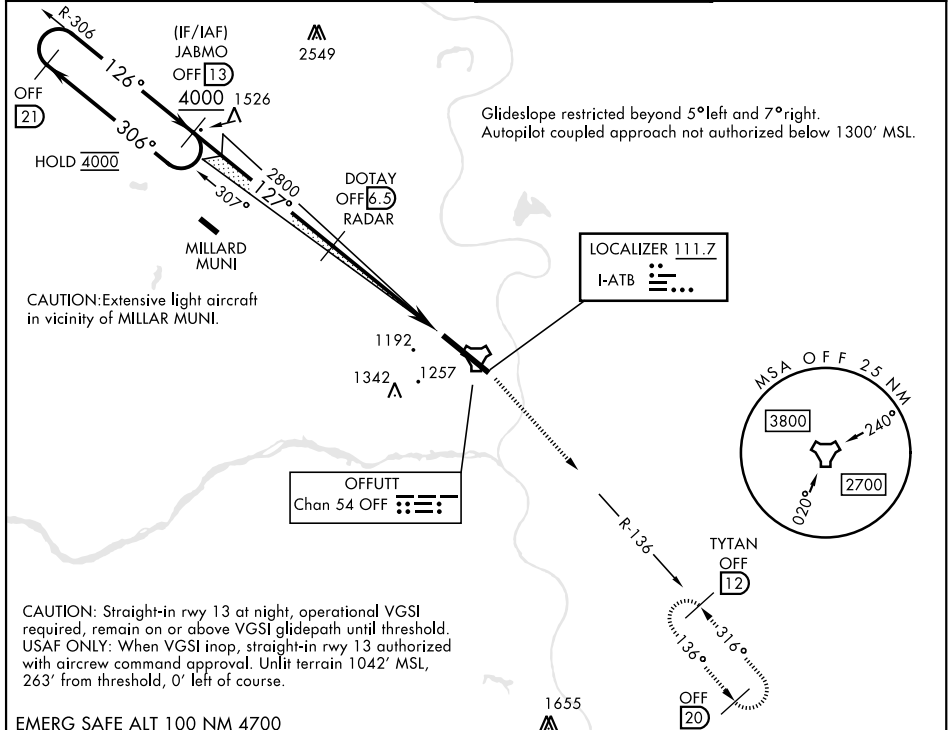 R-306
(IF/IAF)
JABMO
OFF 13
4000
1526
2549
126°
OFF
21
306°
HOLD 4000
307°
2800
127°
DOTAY
OFF 6.5
RADAR
Glideslope restricted beyond 5° left and 7° right.
Autopilot coupled approach not authorized below 1300' MSL.
MILLARD
MUNI
LOCALIZER 111.7
I-ATB
CAUTION: Extensive light aircraft
in vicinity of MILLAR MUNI.
1192
1257
1342
MSA OFF 25 NM
3800
240°
2700
020°
OFFUTT
Chan 54 OFF
R-136
TYTAN
OFF
12
316°
136°
OFF
20
CAUTION: Straight-in rwy 13 at night, operational VGSI
required, remain on or above VGSI glidepath until threshold.
USAF ONLY: When VGSI inop, straight-in rwy 13 authorized
with aircrew command approval. Unlit terrain 1042' MSL,
263' from threshold, 0' left of course.
1655
EMERG SAFE ALT 100 NM 4700